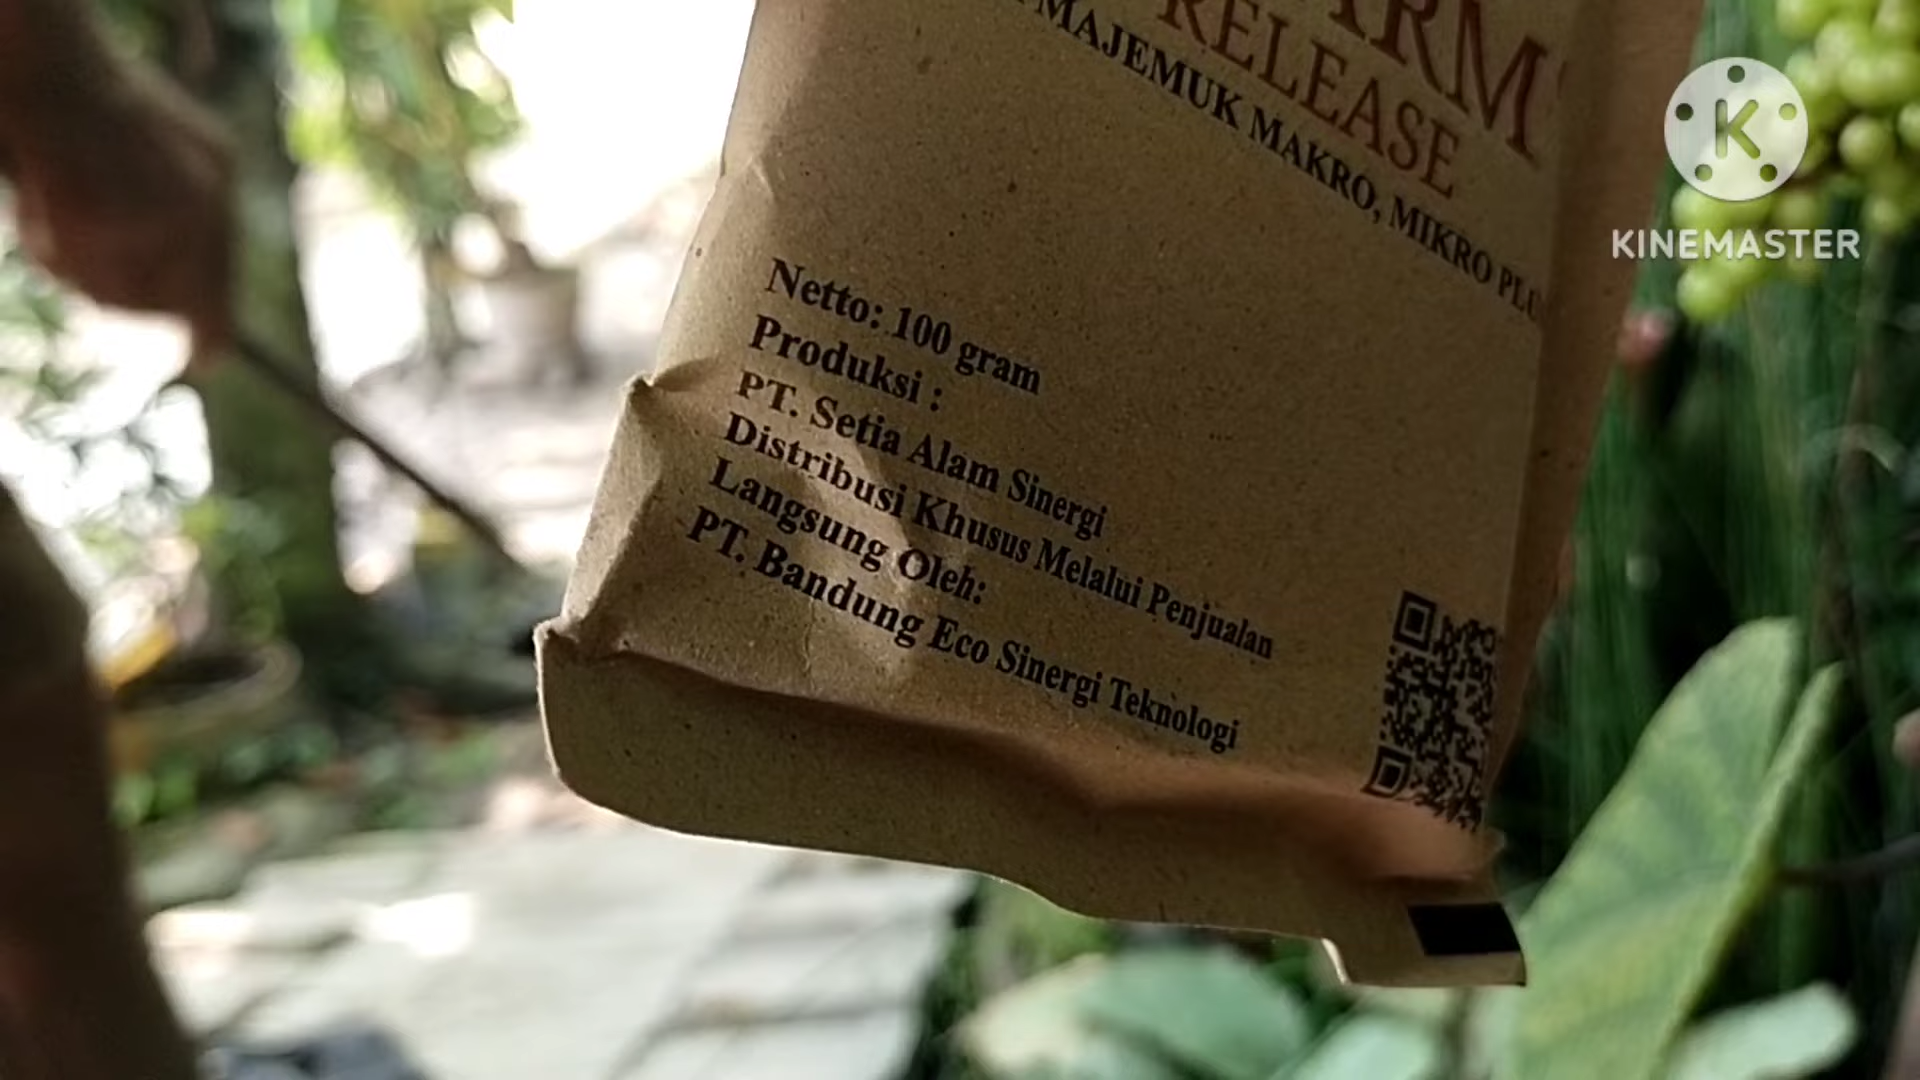 RELEASE
MAJEMUK MAKRO, MIKRO
Netto: 100 gram
Produksi :
PT. Setia Alam Sinergi
Distribusi Khusus Melalui Penjualan
Langsung Oleh:
PT. Bandung Eco Sinergi Teknologi
K
KINEMASTER